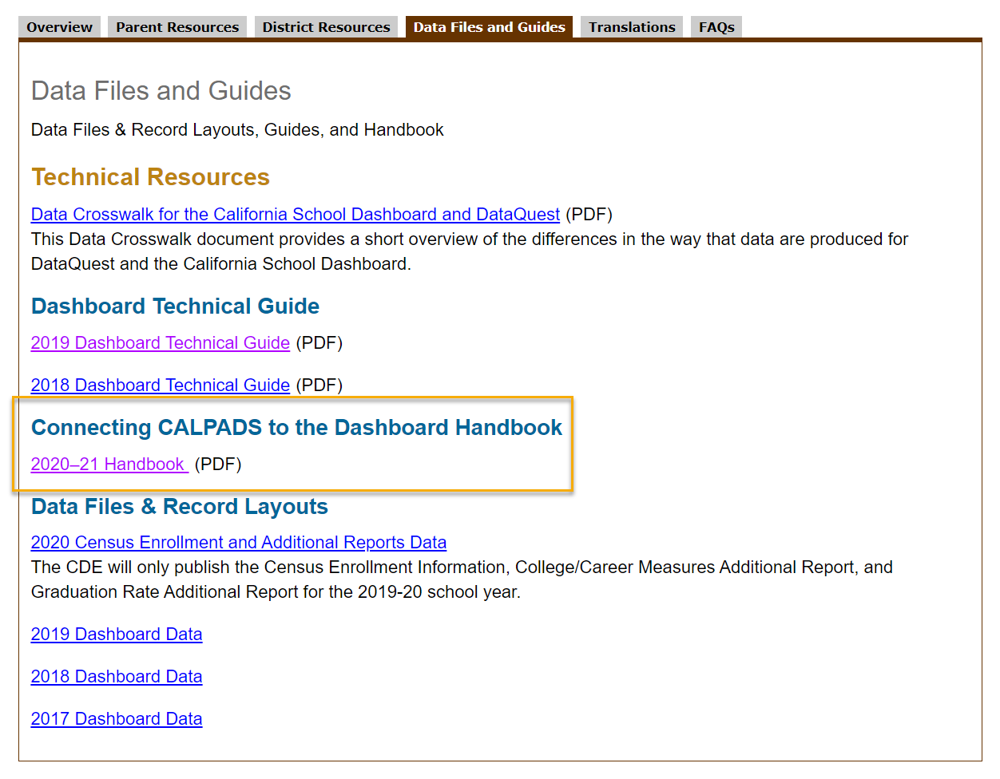 Overview Parent Resources District Resources Data Files and Guides Translations FAQs
Data Files and Guides
Data Files & Record Layouts, Guides, and Handbook
Technical Resources
Data Crosswalk for the California School Dashboard and DataQuest (PDF)
This Data Crosswalk document provides a short overview of the differences in the way that data are produced for
DataQuest and the California School Dashboard.
Dashboard Technical Guide
2019 Dashboard Technical Guide (PDF)
2018 Dashboard Technical Guide (PDF)
Connecting CALPADS to the Dashboard Handbook
2020–21 Handbook (PDF)
Data Files & Record Layouts
2020 Census Enrollment and Additional Reports Data
The CDE will only publish the Census Enrollment Information, College/Career Measures Additional Report, and
Graduation Rate Additional Report for the 2019-20 school year.
2019 Dashboard Data
2018 Dashboard Data
2017 Dashboard Data